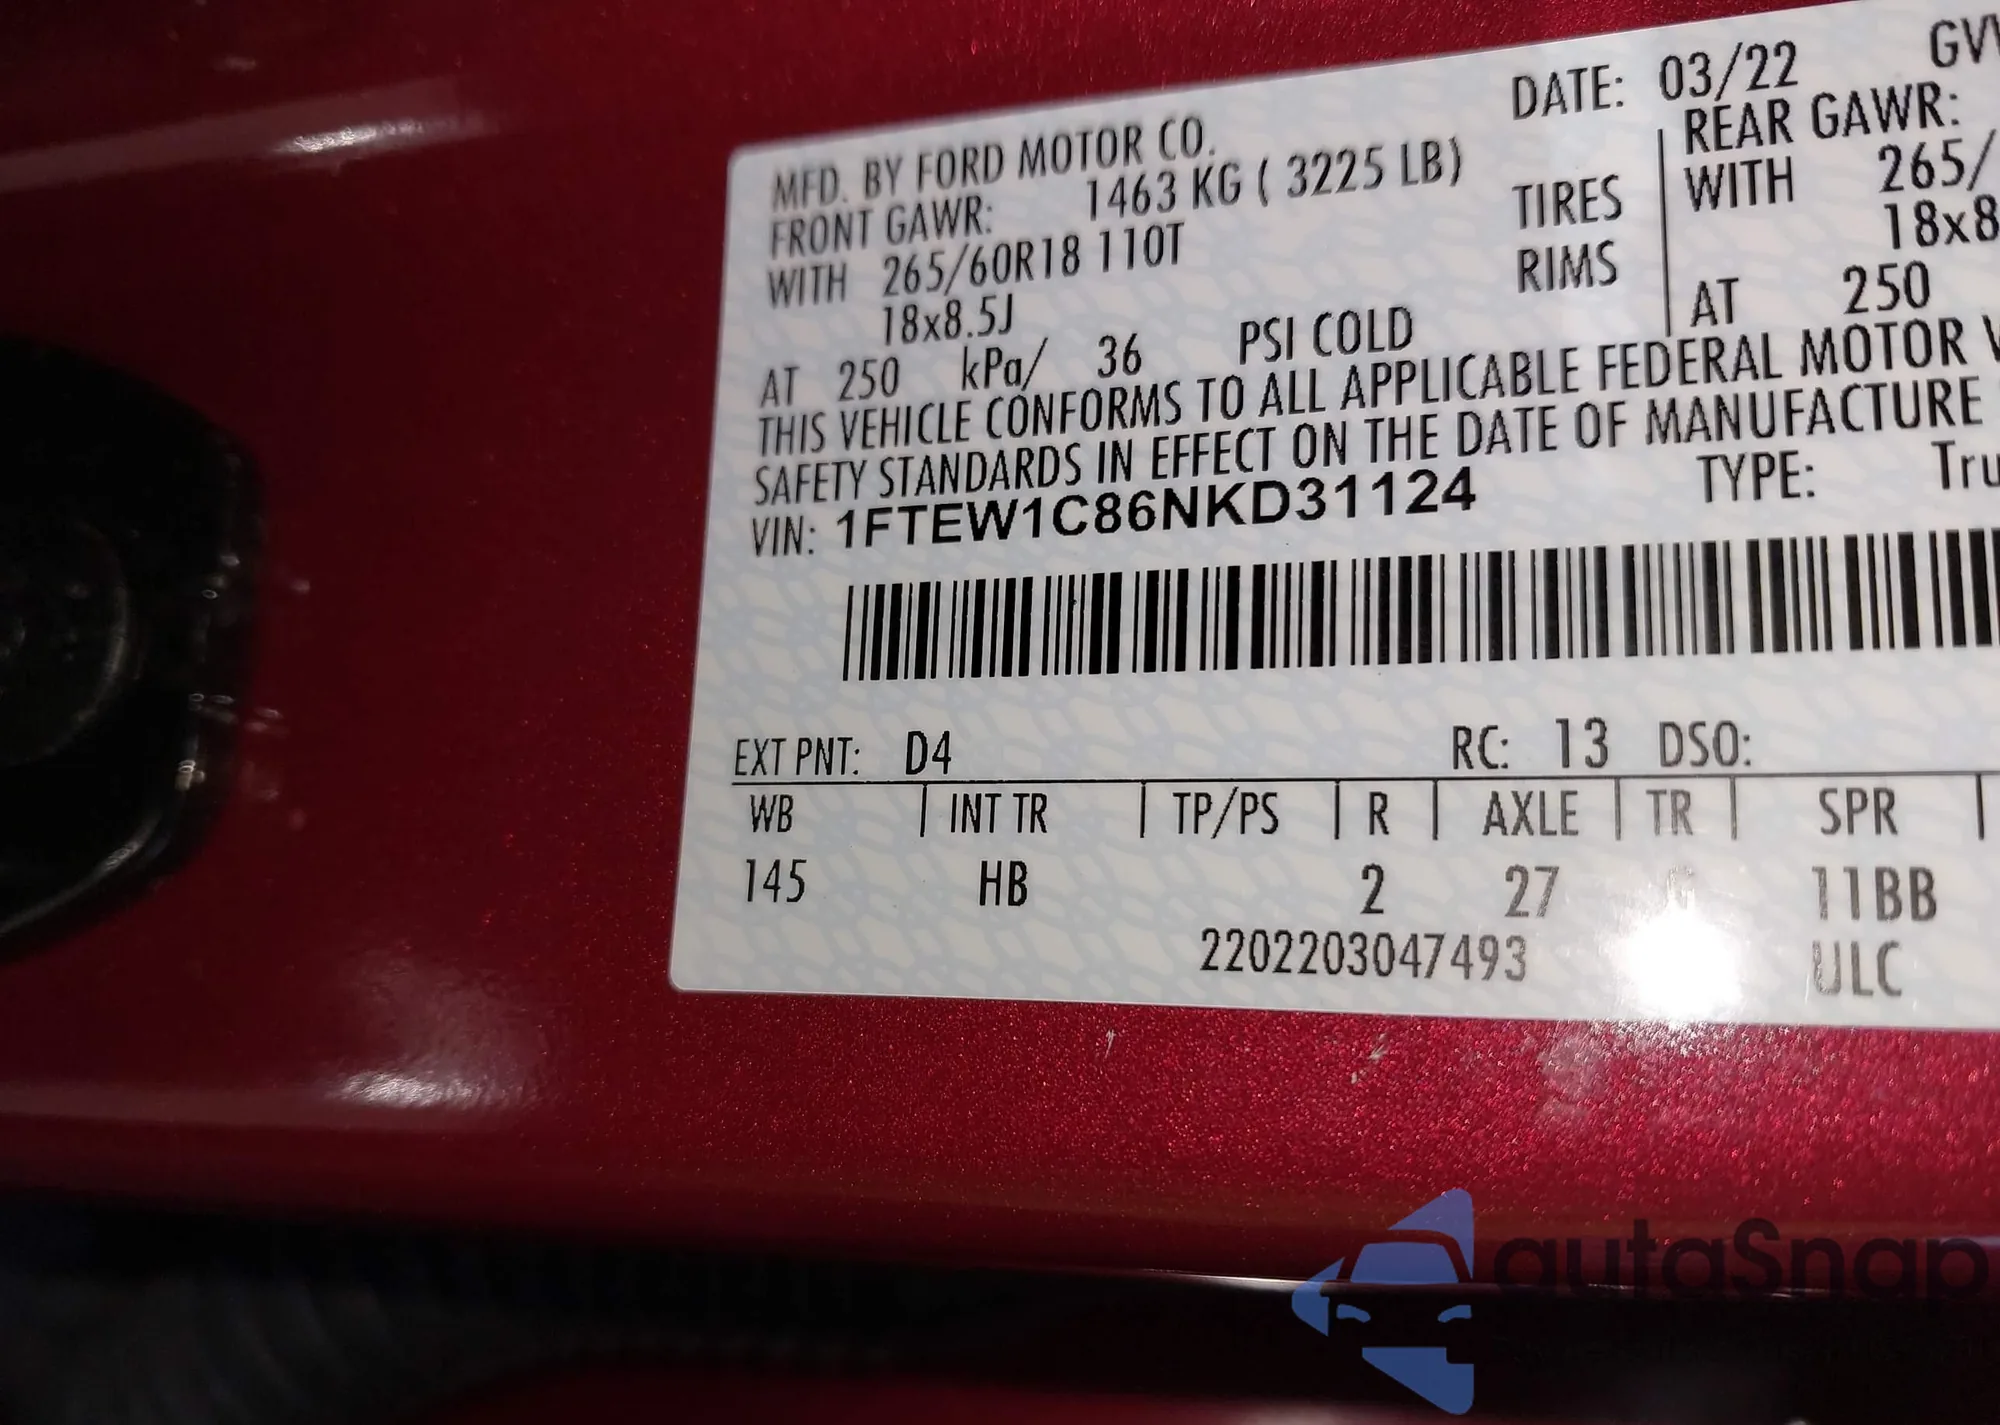 DATE: 03/22
MFD. BY FORD MOTOR CO.
FRONT GAWR: 1463 KG ( 3225 LB) REAR GAWR:
WITH 265/60R18 110T TIRES WITH 265/
18x8.5J RIMS 18x8
AT 250 kPa/ 36 PSI COLD AT 250
THIS VEHICLE CONFORMS TO ALL APPLICABLE FEDERAL MOTOR
SAFETY STANDARDS IN EFFECT ON THE DATE OF MANUFACTURE
VIN: 1FTEW1C86NKD31124 TYPE: Tru
EXT PNT: D4 RC: 13 DSO:
WB INT TR TP/PS R AXLE TR SPR
145 HB 2 27 11BB
2202203047493 ULC
autaSnap